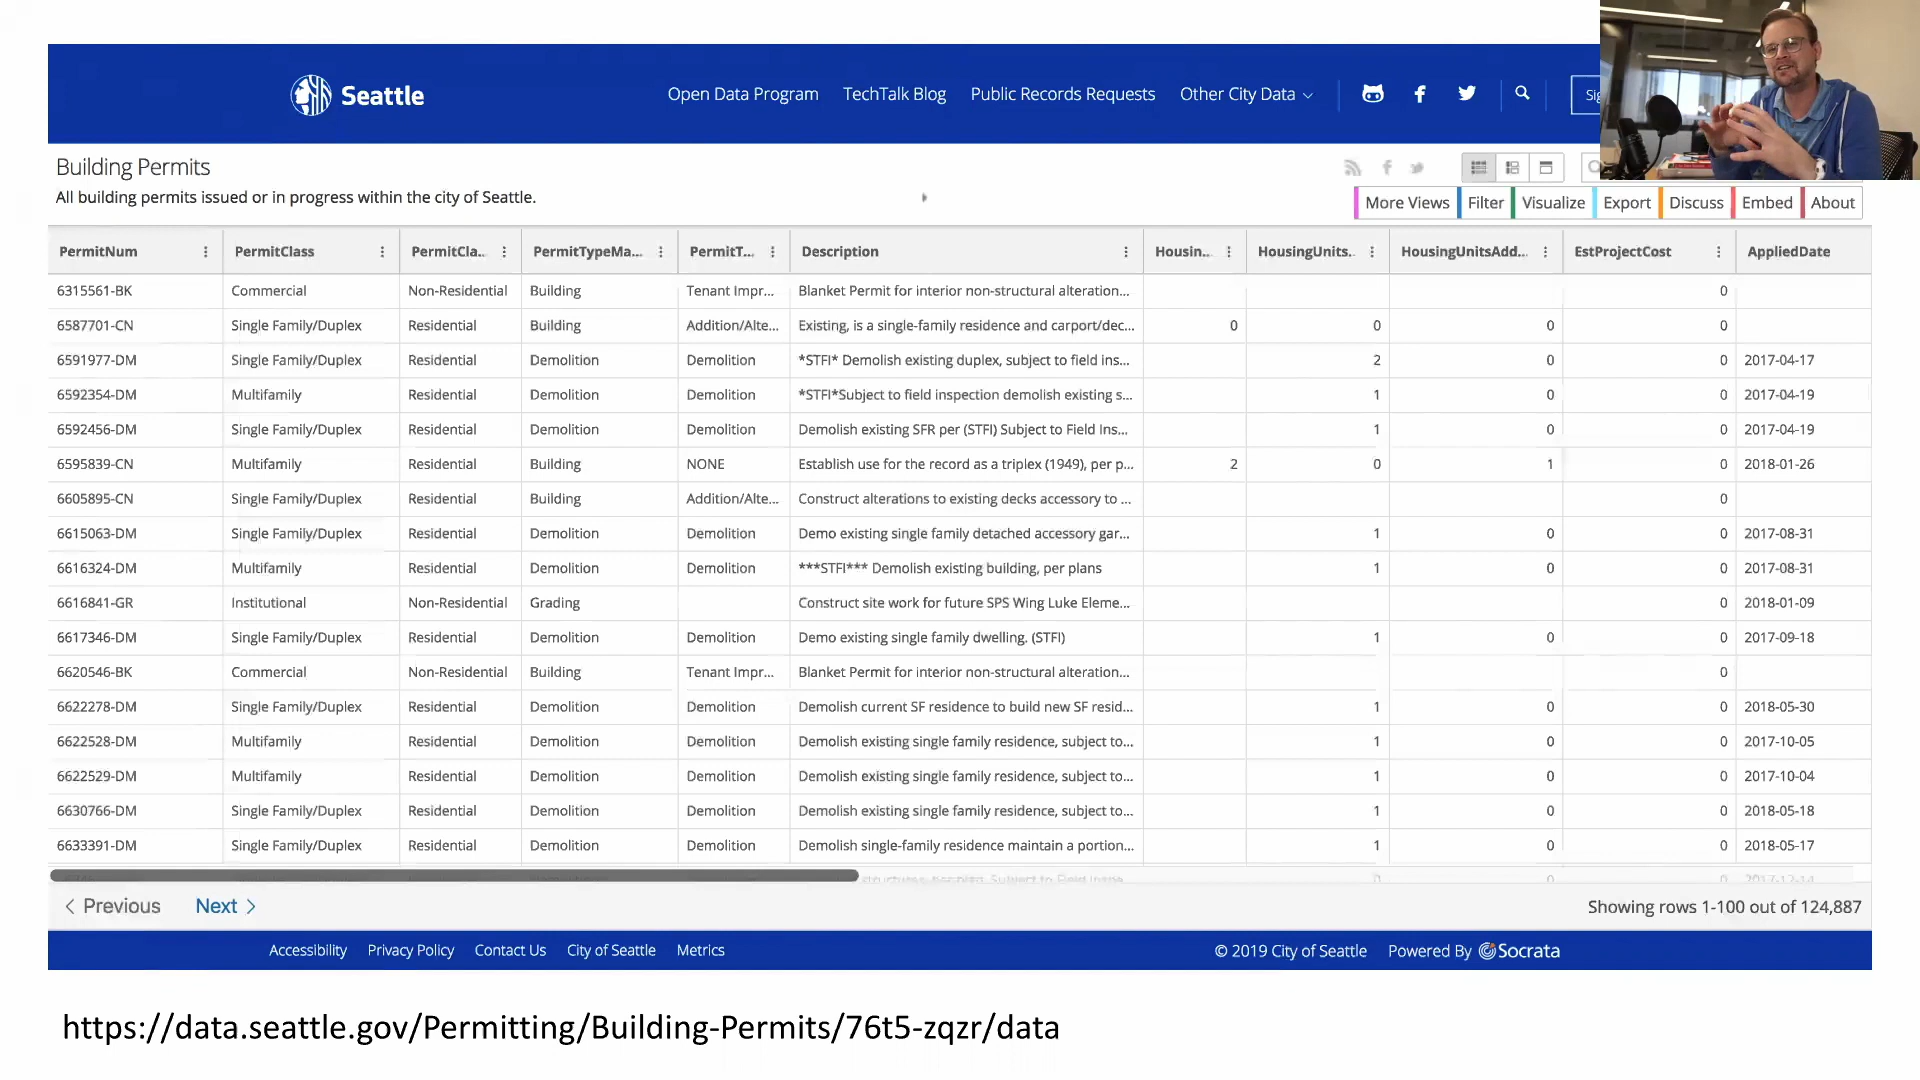 Seattle
Open Data Program TechTalk Blog Public Records Requests Other City Data
Building Permits
All building permits issued or in progress within the city of Seattle.
More Views Filter Visualize Export Discuss Embed About
PermitNum PermitClass PermitCla.. PermitTypeMa... PermitT... Description Housin... HousingUnits.. HousingUnitsAdd... EstProjectCost AppliedDate
6315561-BK Commercial Non-Residential Building Tenant Impr... Blanket Permit for interior non-structural alteration... 0
6587701-CN Single Family/Duplex Residential Building Addition/Alte... Existing, is a single-family residence and carport/dec... 0 0 0 0
6591977-DM Single Family/Duplex Residential Demolition Demolition *STFI* Demolish existing duplex, subject to field ins... 2 0 0 2017-04-17
6592354-DM Multifamily Residential Demolition Demolition *STFI*Subject to field inspection demolish existing s... 1 0 0 2017-04-19
6592456-DM Single Family/Duplex Residential Demolition Demolition Demolish existing SFR per (STFI) Subject to Field Ins... 1 0 0 2017-04-19
6595839-CN Multifamily Residential Building NONE Establish use for the record as a triplex (1949), per p... 2 0 1 0 2018-01-26
6605895-CN Single Family/Duplex Residential Building Addition/Alte... Construct alterations to existing decks accessory to ... 0
6615063-DM Single Family/Duplex Residential Demolition Demolition Demo existing single family detached accessory gar... 1 0 0 2017-08-31
6616324-DM Multifamily Residential Demolition Demolition ***STFI*** Demolish existing building, per plans 1 0 0 2017-08-31
6616841-GR Institutional Non-Residential Grading Construct site work for future SPS Wing Luke Eleme... 0 2018-01-09
6617346-DM Single Family/Duplex Residential Demolition Demolition Demo existing single family dwelling. (STFI) 1 0 0 2017-09-18
6620546-BK Commercial Non-Residential Building Tenant Impr... Blanket Permit for interior non-structural alteration... 0
6622278-DM Single Family/Duplex Residential Demolition Demolition Demolish current SF residence to build new SF resid... 1 0 0 2018-05-30
6622528-DM Multifamily Residential Demolition Demolition Demolish existing single family residence, subject to... 1 0 0 2017-10-05
6622529-DM Multifamily Residential Demolition Demolition Demolish existing single family residence, subject to... 1 0 0 2017-10-04
6630766-DM Single Family/Duplex Residential Demolition Demolition Demolish existing single family residence, subject to... 1 0 0 2018-05-18
6633391-DM Single Family/Duplex Residential Demolition Demolition Demolish single-family residence maintain a portion... 1 0 0 2018-05-17
Previous Next Showing rows 1-100 out of 124,887
Accessibility Privacy Policy Contact Us City of Seattle Metrics © 2019 City of Seattle Powered By Socrata
https://data.seattle.gov/Permitting/Building-Permits/76t5-zqzr/data